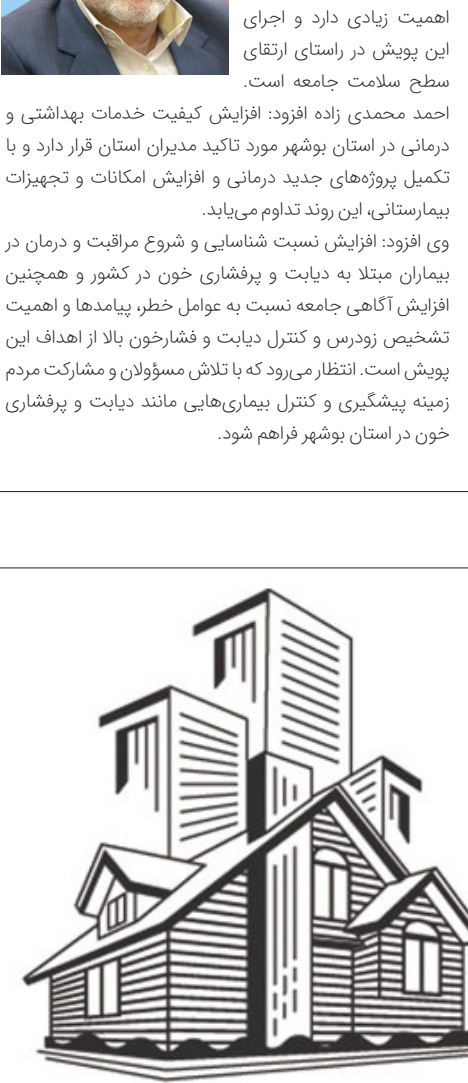 اهمیت زیادی دارد و اجرای
این پویش در راستای ارتقای
سطح سلامت جامعه است.
احمد محمدی زاده افزود: افزایش کیفیت خدمات بهداشتی و
درمانی در استان بوشهر مورد تاکید مدیران استان قرار دارد و با
تکمیل پروژه‌های جدید درمانی و افزایش امکانات و تجهیزات
بیمارستانی، این روند تداوم می‌یابد.
وی افزود: افزایش نسبت شناسایی و شروع مراقبت و درمان در
بیماران مبتلا به دیابت و پرفشاری خون در کشور و همچنین
افزایش آگاهی جامعه نسبت به عوامل خطر، پیامدها و اهمیت
تشخیص زودرس و کنترل دیابت و فشارخون بالا از اهداف این
پویش است. انتظار می‌رود که با تلاش مسؤولان و مشارکت مردم
زمینه پیشگیری و کنترل بیماری‌هایی مانند دیابت و پرفشاری
خون در استان بوشهر فراهم شود.